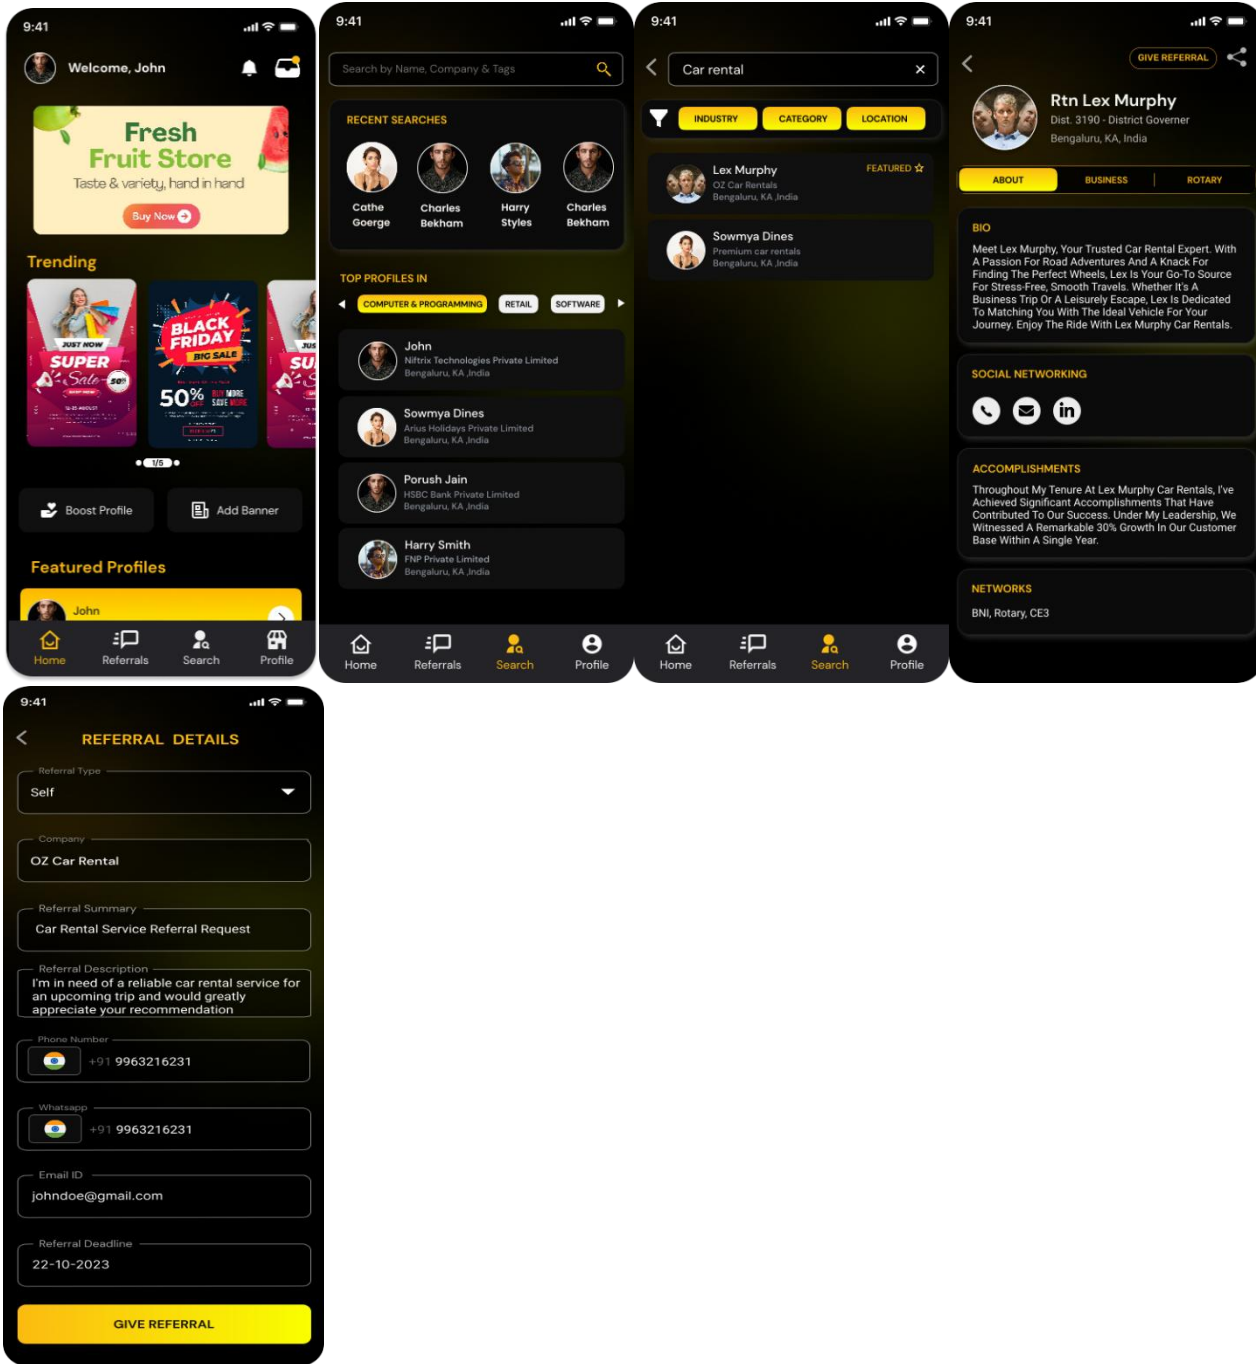 9:41
Welcome, John
Fresh
Fruit Store
Taste & variety, hand in hand
Buy Now
Trending
JUST NOW
SUPER
Sale
50%
12-25 AUGUST
BLACK
FRIDAY
BIG SALE
50% OFF
BUY MORE
SAVE MORE
JUS
SU
1/5
Boost Profile
Add Banner
Featured Profiles
John
Home
Referrals
Search
Profile
9:41
Search by Name, Company & Tags
RECENT SEARCHES
Cathe Goerge
Charles Bekham
Harry Styles
Charles Bekham
TOP PROFILES IN
COMPUTER & PROGRAMMING
RETAIL
SOFTWARE
John
Niftrix Technologies Private Limited
Bengaluru, KA ,India
Sowmya Dines
Arius Holidays Private Limited
Bengaluru, KA ,India
Porush Jain
HSBC Bank Private Limited
Bengaluru, KA ,India
Harry Smith
FNP Private Limited
Bengaluru, KA ,India
Home
Referrals
Search
Profile
9:41
Car rental
INDUSTRY
CATEGORY
LOCATION
Lex Murphy
FEATURED
OZ Car Rentals
Bengaluru, KA ,India
Sowmya Dines
Premium car rentals
Bengaluru, KA ,India
Home
Referrals
Search
Profile
9:41
GIVE REFERRAL
Rtn Lex Murphy
Dist. 3190 - District Governer
Bengaluru, KA, India
ABOUT
BUSINESS
ROTARY
BIO
Meet Lex Murphy, Your Trusted Car Rental Expert. With
A Passion For Road Adventures And A Knack For
Finding The Perfect Wheels, Lex Is Your Go-To Source
For Stress-Free, Smooth Travels. Whether It's A
Business Trip Or A Leisurely Escape, Lex Is Dedicated
To Matching You With The Ideal Vehicle For Your
Journey. Enjoy The Ride With Lex Murphy Car Rentals.
SOCIAL NETWORKING
in
ACCOMPLISHMENTS
Throughout My Tenure At Lex Murphy Car Rentals, I've
Achieved Significant Accomplishments That Have
Contributed To Our Success. Under My Leadership, We
Witnessed A Remarkable 30% Growth In Our Customer
Base Within A Single Year.
NETWORKS
BNI, Rotary, CE3
9:41
REFERRAL DETAILS
Referral Type
Self
Company
OZ Car Rental
Referral Summary
Car Rental Service Referral Request
Referral Description
I'm in need of a reliable car rental service for
an upcoming trip and would greatly
appreciate your recommendation
Phone Number
+91 9963216231
Whatsapp
+91 9963216231
Email ID
johndoe@gmail.com
Referral Deadline
22-10-2023
GIVE REFERRAL